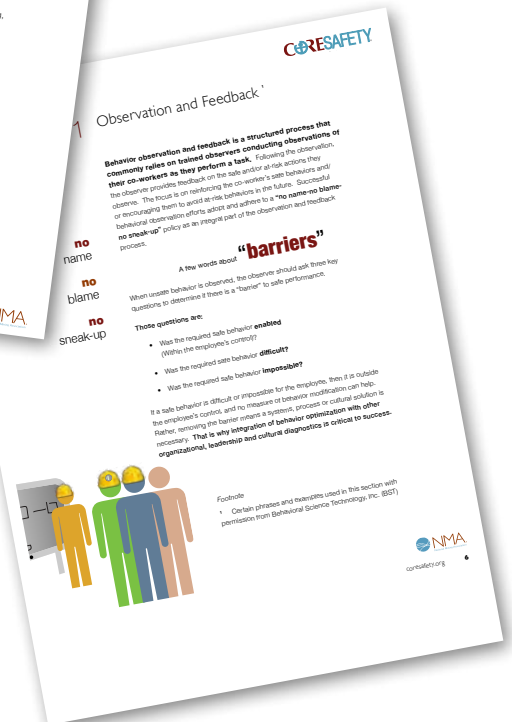 n.
CORESAFETY
1 Observation and Feedback ¹
Behavior observation and feedback is a structured process that
commonly relies on trained observers conducting observations of
their co-workers as they perform a task. Following the observation,
the observer provides feedback on the safe and/or at-risk actions they
observe. The focus is on reinforcing the co-worker's safe behaviors and/
or encouraging them to avoid at-risk behaviors in the future. Successful
behavioral observation efforts adopt and adhere to a "no name-no blame-
no sneak-up" policy as an integral part of the observation and feedback
process.
no
name
no
blame
no
sneak-up
A few words about "barriers"
When unsafe behavior is observed, the observer should ask three key
questions to determine if there is a "barrier" to safe performance.
Those questions are:
• Was the required safe behavior enabled
(Within the employee's control)?
• Was the required safe behavior difficult?
• Was the required safe behavior impossible?
If a safe behavior is difficult or impossible for the employee, then it is outside
the employee's control, and no measure of behavior modification can help.
Rather, removing the barrier means a systems, process or cultural solution is
necessary. That is why integration of behavior optimization with other
organizational, leadership and cultural diagnostics is critical to success.
Footnote
¹ Certain phrases and examples used in this section with
permission from Behavioral Science Technology, Inc. (BST)
NMA
NMA
coresafety.org 6